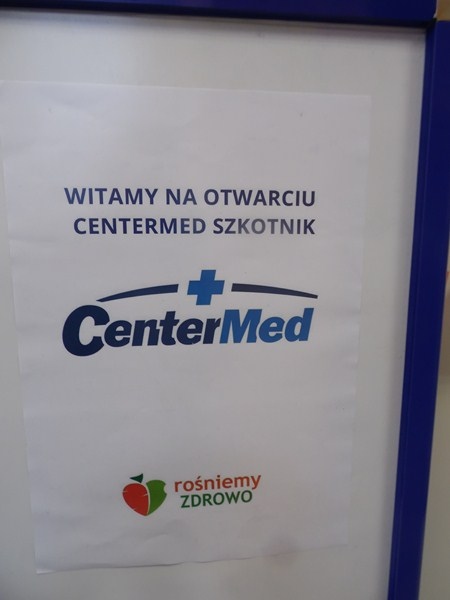 WITAMY NA OTWARCIU
CENTERMED SZKOTNIK
CenterMed
rośniemy
ZDROWO